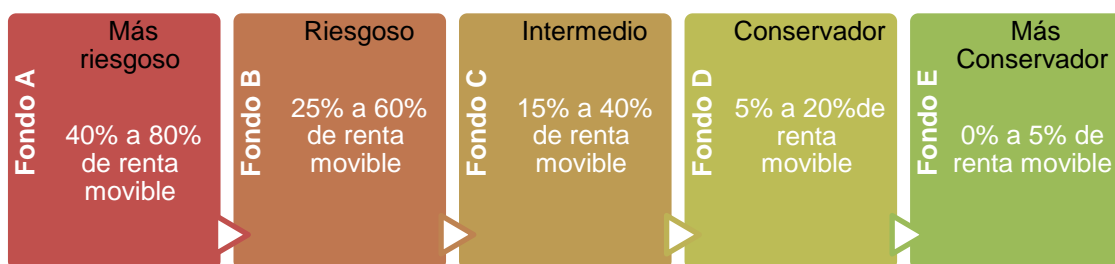 Fondo A
Más
riesgoso
40% a 80%
de renta
movible
Fondo B
Riesgoso
25% a 60%
de renta
movible
Fondo C
Intermedio
15% a 40%
de renta
movible
Fondo D
Conservador
5% a 20%de
renta
movible
Fondo E
Más
Conservador
0% a 5% de
renta movible